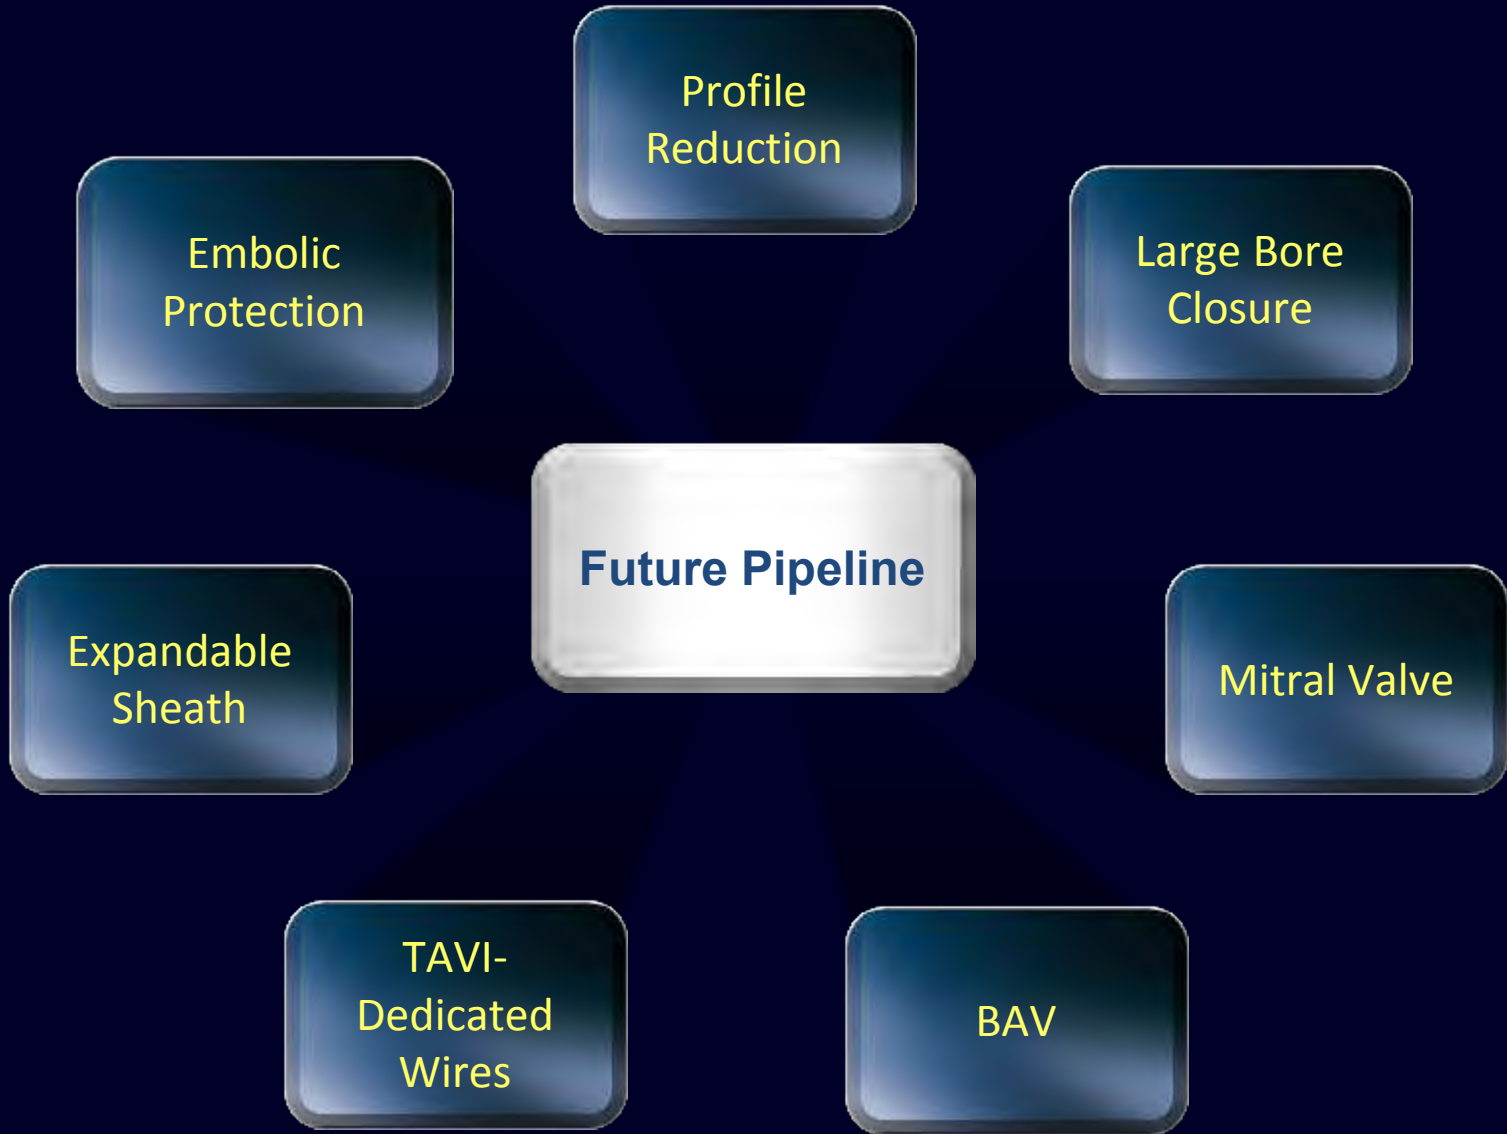 Profile
Reduction
Embolic
Protection
Large Bore
Closure
Future Pipeline
Expandable
Sheath
Mitral Valve
TAVI-
Dedicated
Wires
BAV